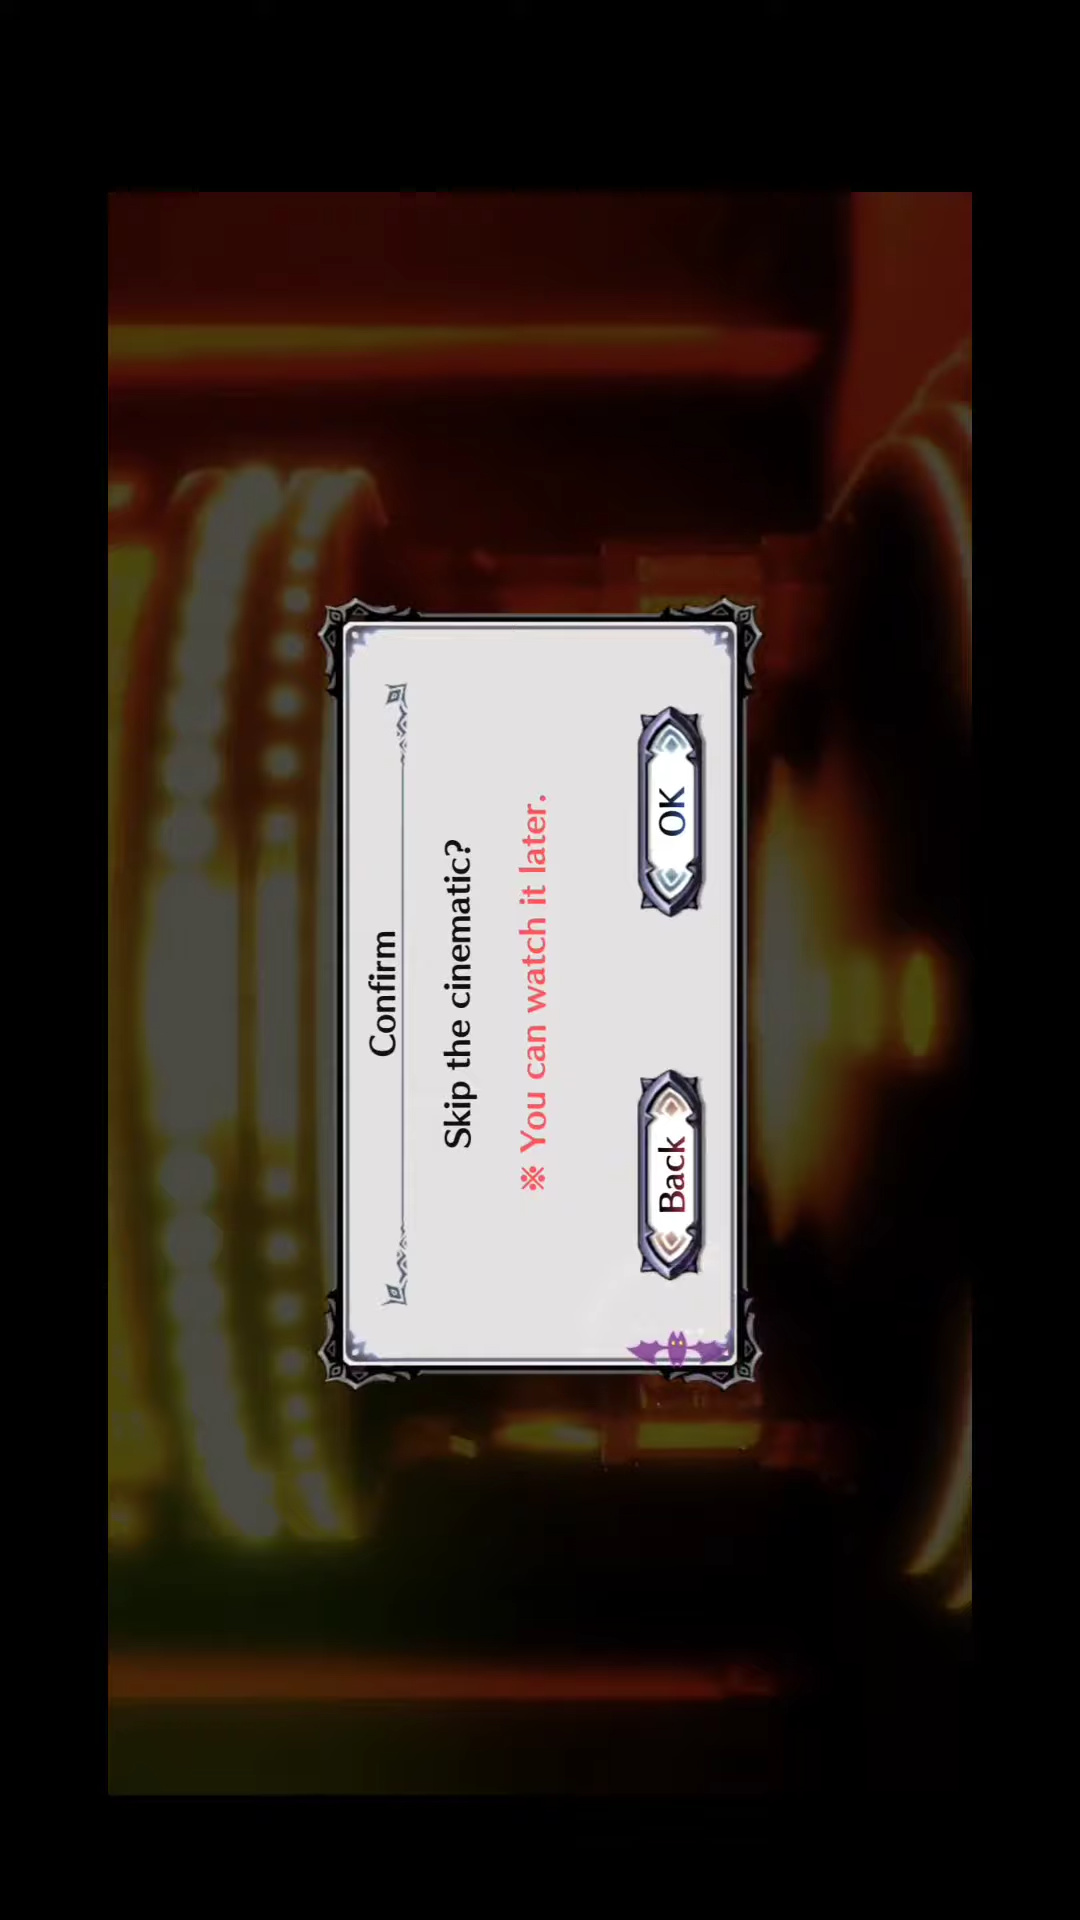 Confirm
Skip the cinematic?
※ You can watch it later.
Back
OK